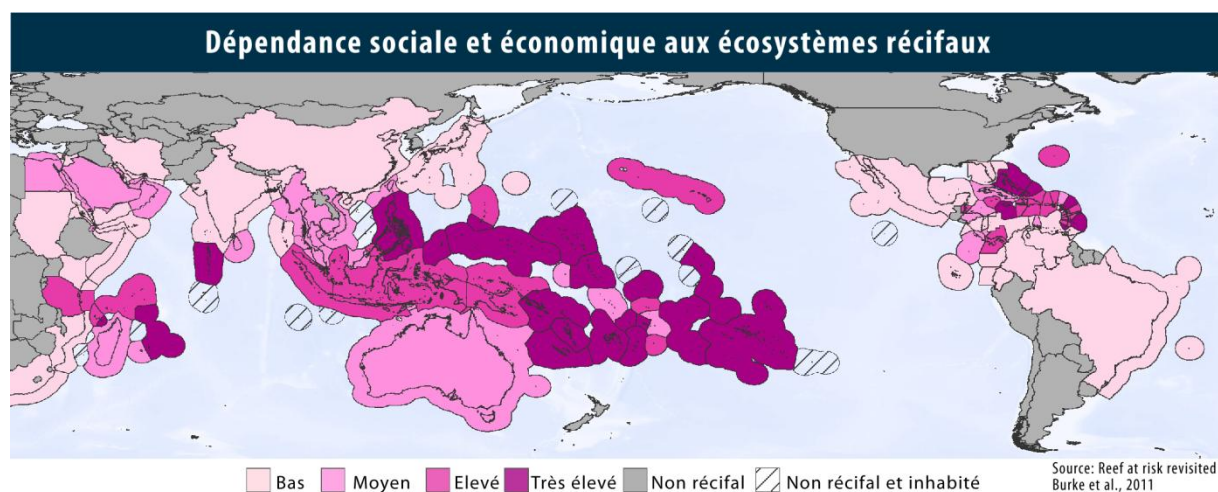 Dépendance sociale et économique aux écosystèmes récifaux
Bas Moyen Elevé Très élevé Non récifal Non récifal et inhabité
Source: Reef at risk revisited
Burke et al., 2011